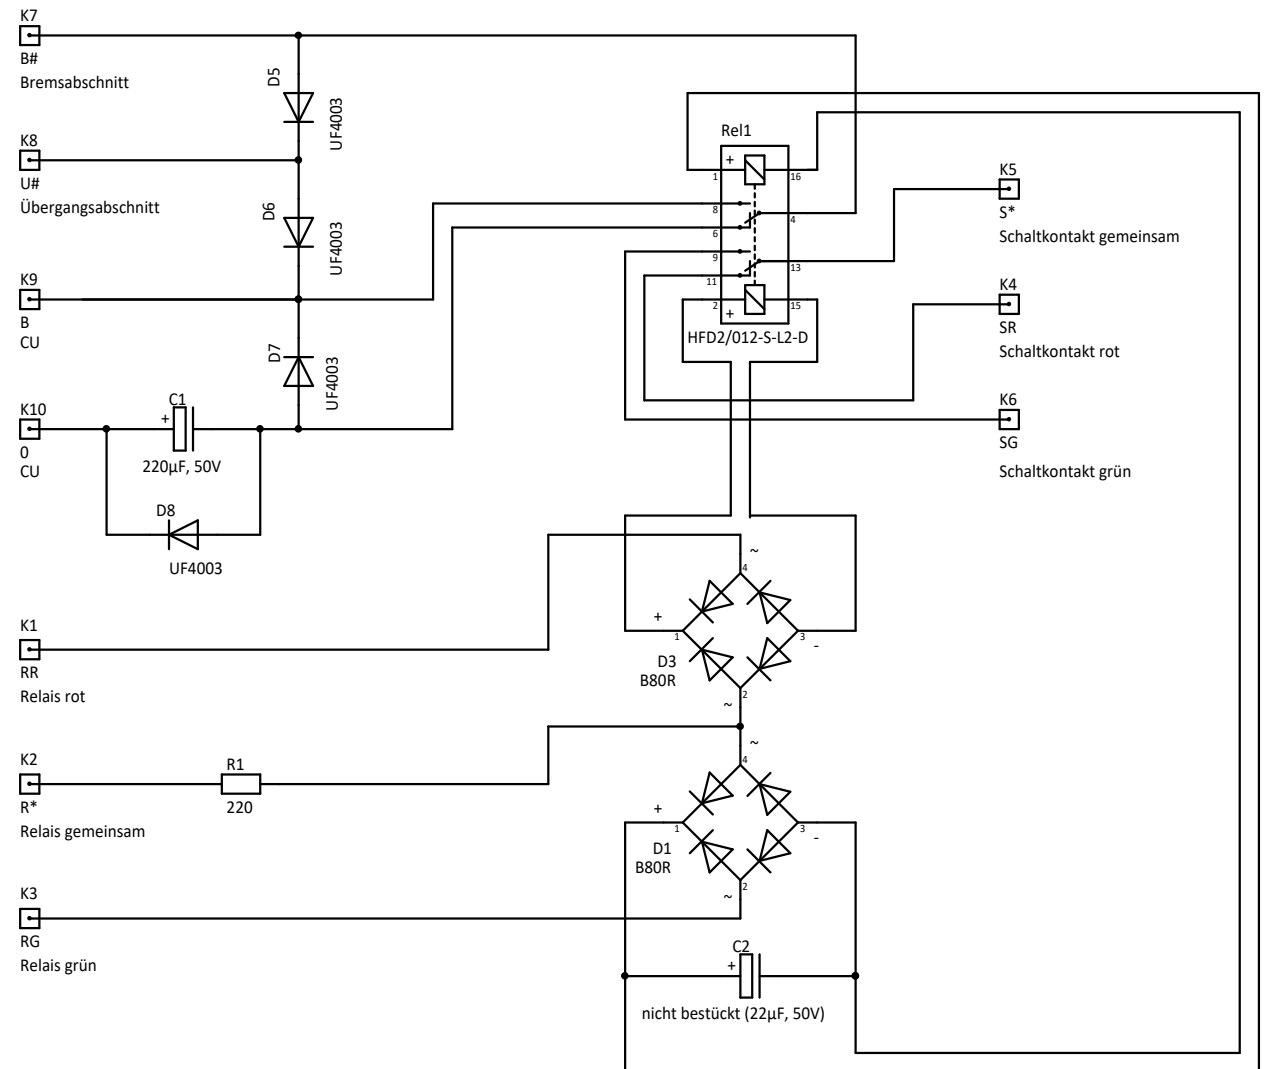 K7
B#
Bremsabschnitt
D5
UF4003
K8
U#
Übergangsabschnitt
D6
UF4003
K9
B
CU
D7
UF4003
K10
0
CU
C1
+
220µF, 50V
D8
UF4003
Rel1
+
1
16
8
4
6
9
13
11
2
15
+
HFD2/012-S-L2-D
K5
S*
Schaltkontakt gemeinsam
K4
SR
Schaltkontakt rot
K6
SG
Schaltkontakt grün
K1
RR
Relais rot
~
4
+
1
3
-
D3
B80R
2
~
K2
R*
Relais gemeinsam
R1
220
~
4
+
1
3
-
D1
B80R
2
~
K3
RG
Relais grün
C2
+
nicht bestückt (22µF, 50V)